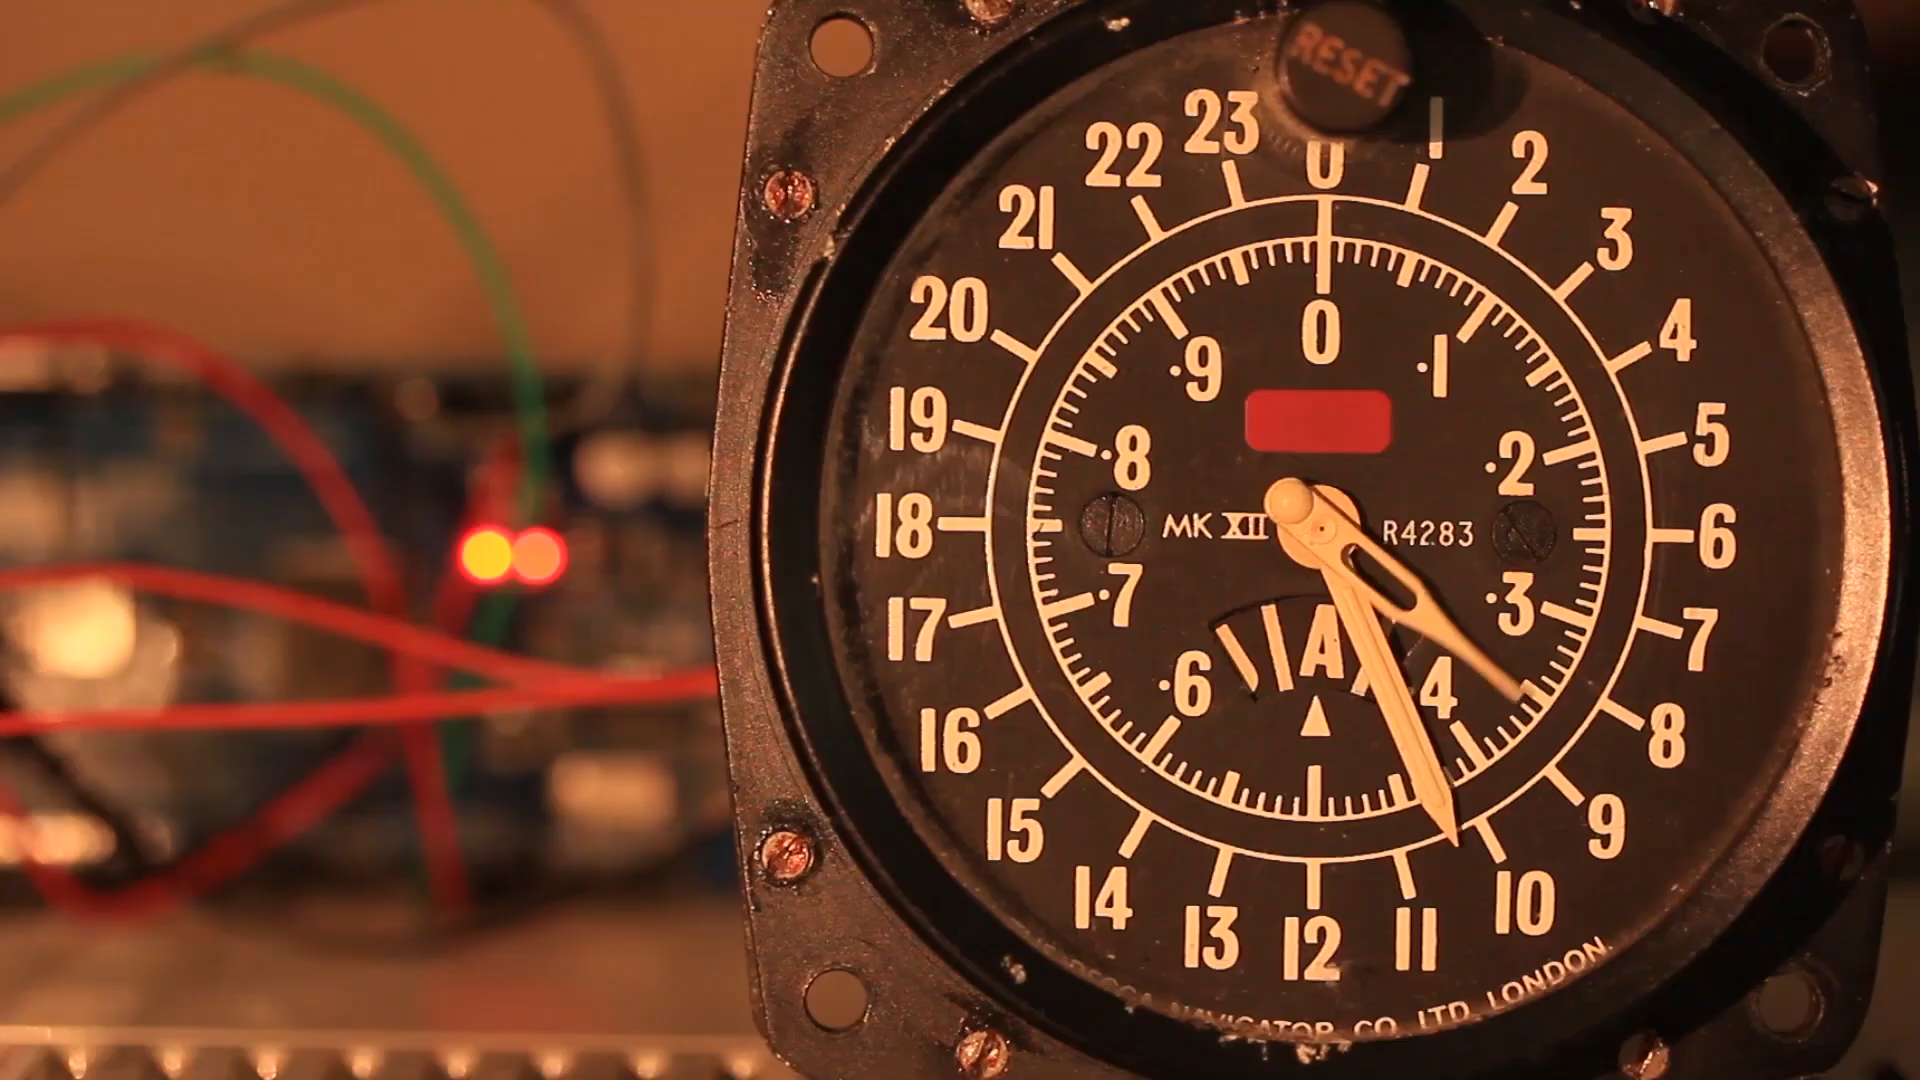 RESET
23 0 1 2 3 4 5 6 7 8 9 10 11 12 13 14 15 16 17 18 19 20 21 22
0 ·1 ·2 ·3 4 ·6 ·7 ·8 ·9
MK XII R4283
A
DECCA NAVIGATOR CO LTD LONDON.